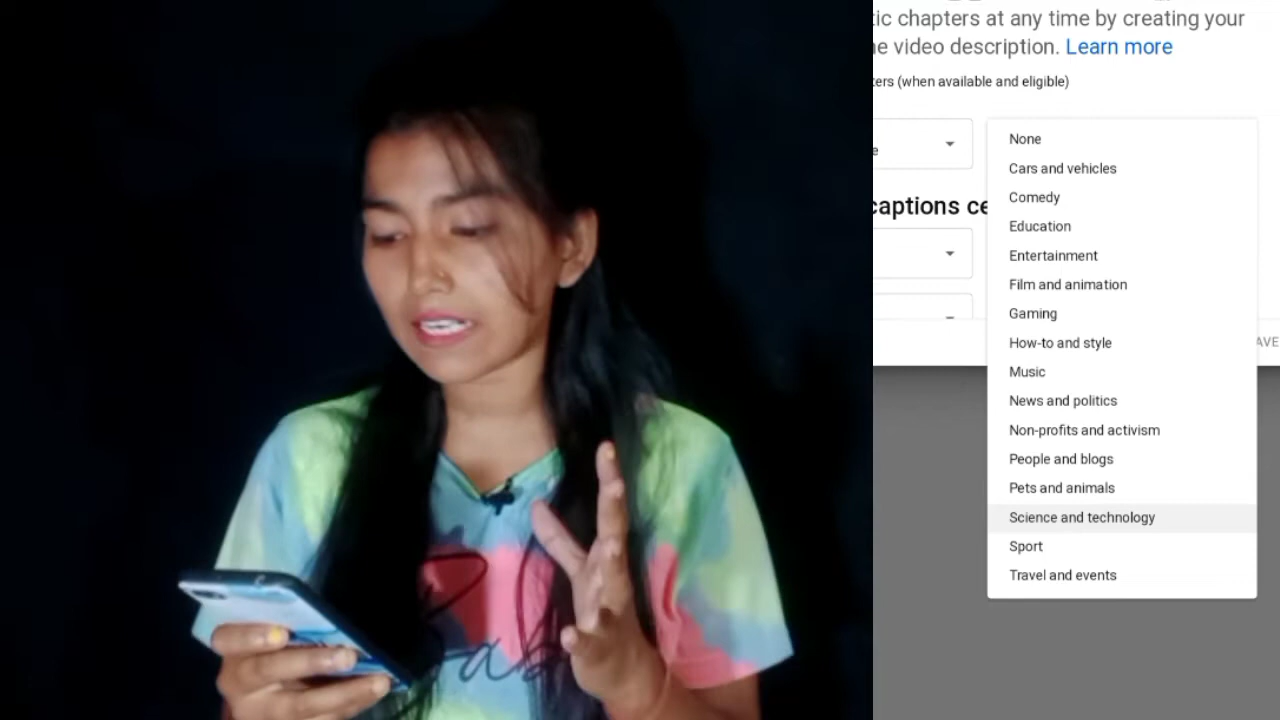 tic chapters at any time by creating your
e video description. Learn more
ters (when available and eligible)
e
None
Cars and vehicles
Comedy
captions ce
Education
Entertainment
Film and animation
Gaming
How-to and style
AVE
Music
News and politics
Non-profits and activism
People and blogs
Pets and animals
Science and technology
Sport
Travel and events